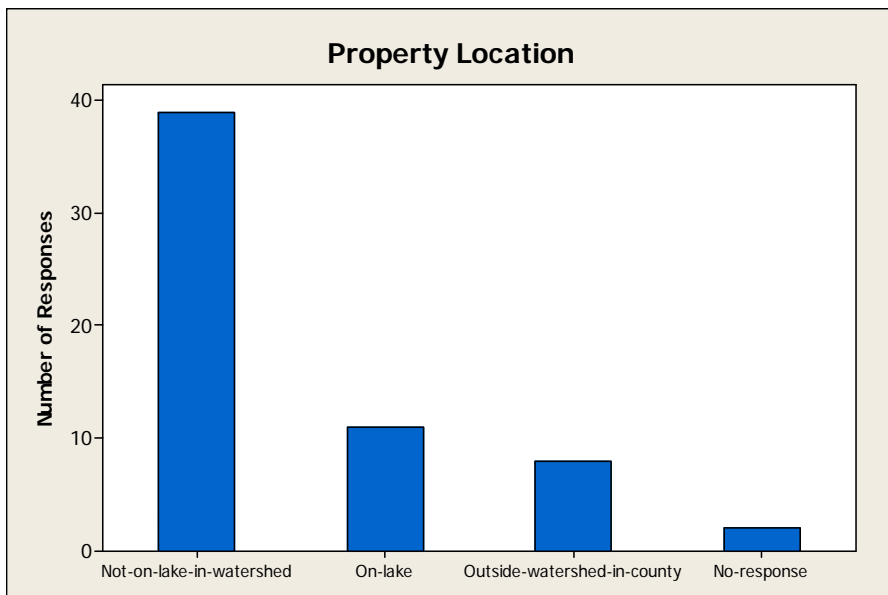 Property Location
Number of Responses
40
30
20
10
0
Not-on-lake-in-watershed
On-lake
Outside-watershed-in-county
No-response